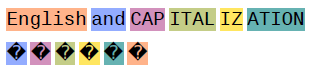 English and CAPITALIZATION
� � � � � �